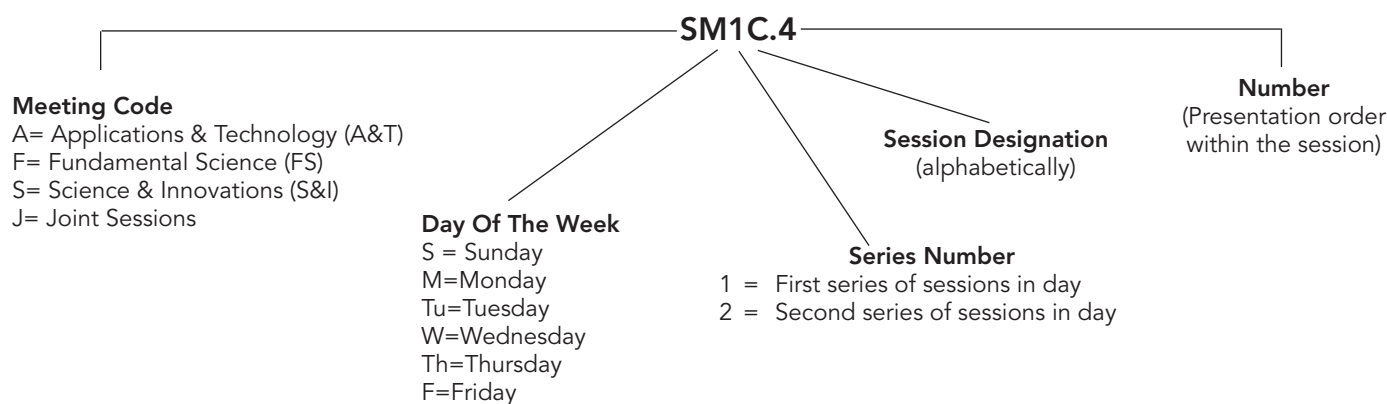 SM1C.4
Meeting Code
A= Applications & Technology (A&T)
F= Fundamental Science (FS)
S= Science & Innovations (S&I)
J= Joint Sessions
Day Of The Week
S = Sunday
M=Monday
Tu=Tuesday
W=Wednesday
Th=Thursday
F=Friday
Series Number
1 = First series of sessions in day
2 = Second series of sessions in day
Session Designation
(alphabetically)
Number
(Presentation order
within the session)